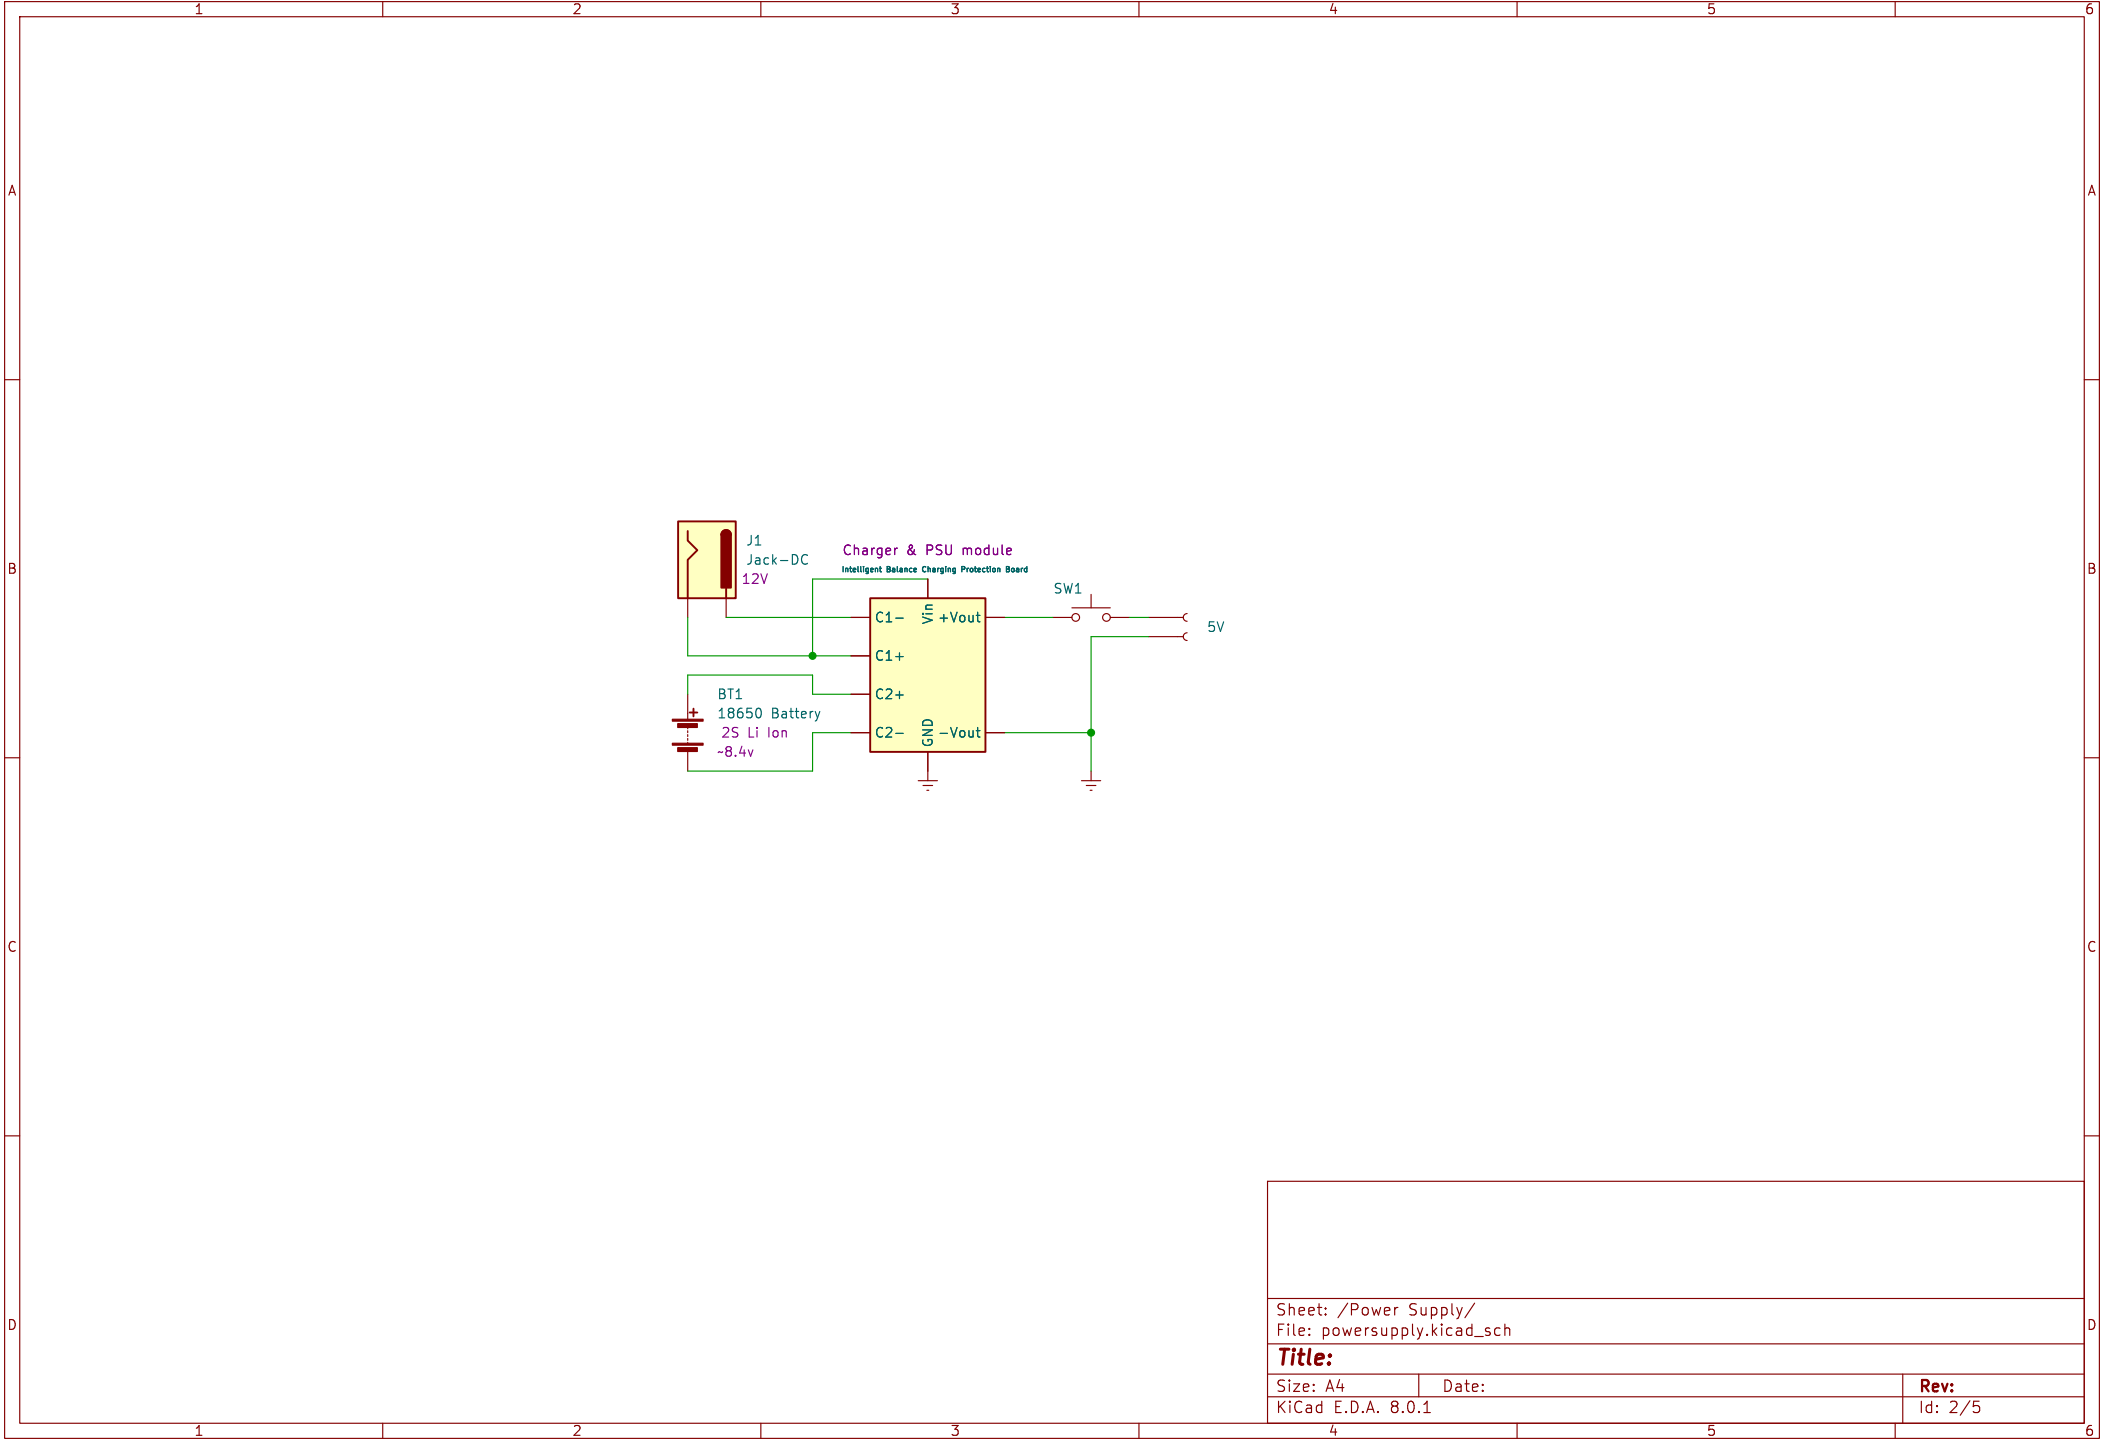 1 2 3 4 5 6
A A
J1
Jack-DC
12V
Charger & PSU module
Intelligent Balance Charging Protection Board
B B
SW1
C1- Vin +Vout
5V
C1+
C2+
C2- GND -Vout
BT1
+
18650 Battery
2S Li Ion
~8.4v
C C
Sheet: /Power Supply/
File: powersupply.kicad_sch
D D
Title:
Size: A4 Date: Rev:
KiCad E.D.A. 8.0.1 Id: 2/5
1 2 3 4 5 6